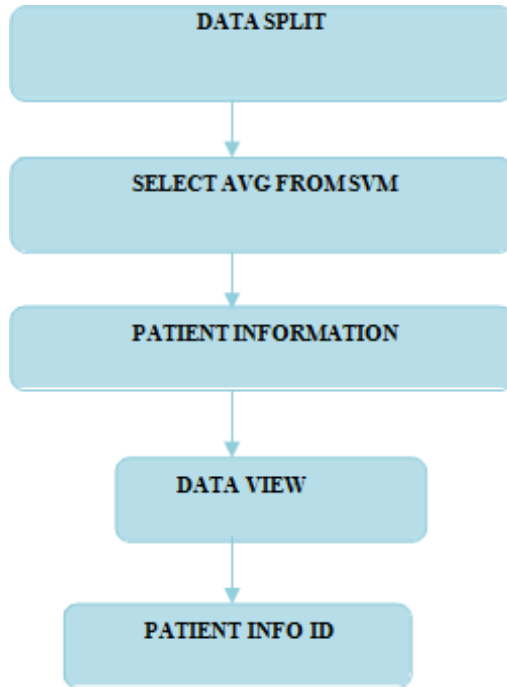 DATA SPLIT
SELECT AVG FROM SVM
PATIENT INFORMATION
DATA VIEW
PATIENT INFO ID